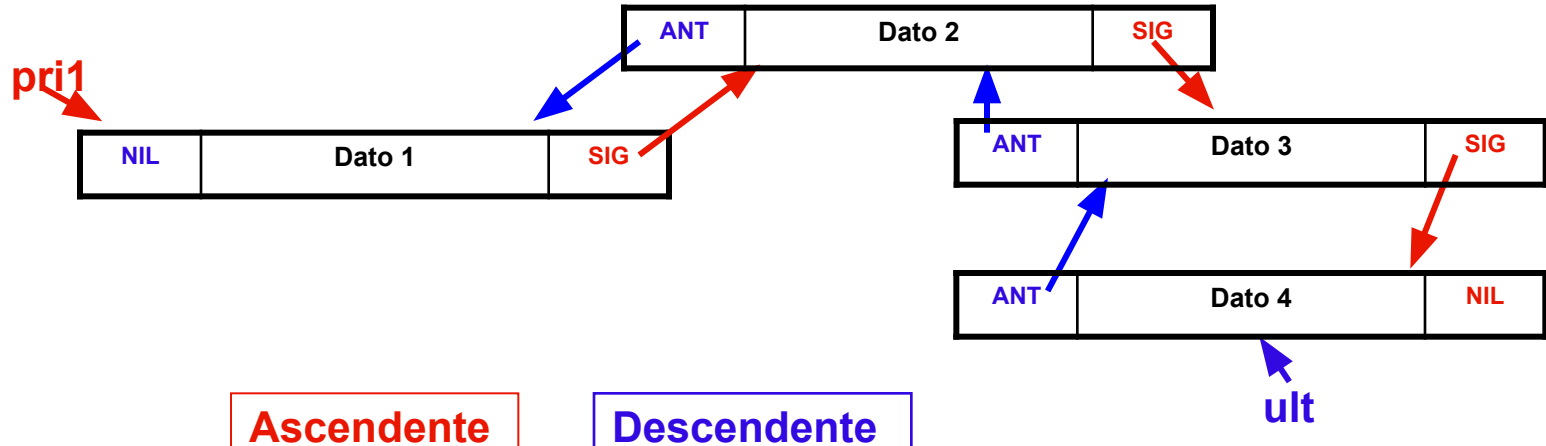 ANT Dato 2 SIG
pri1
NIL Dato 1 SIG
ANT Dato 3 SIG
ANT Dato 4 NIL
ult
Ascendente
Descendente